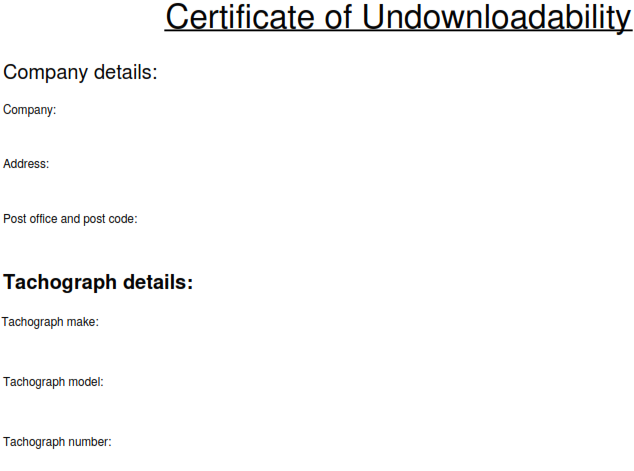 Certificate of Undownloadability
Company details:
Company:
Address:
Post office and post code:
Tachograph details:
Tachograph make:
Tachograph model:
Tachograph number: